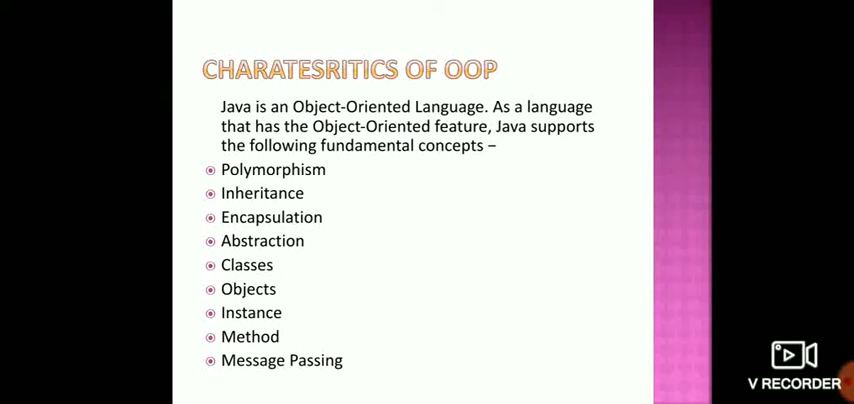 CHARATESRITICS OF OOP
Java is an Object-Oriented Language. As a language
that has the Object-Oriented feature, Java supports
the following fundamental concepts −
Polymorphism
Inheritance
Encapsulation
Abstraction
Classes
Objects
Instance
Method
Message Passing
V RECORDER